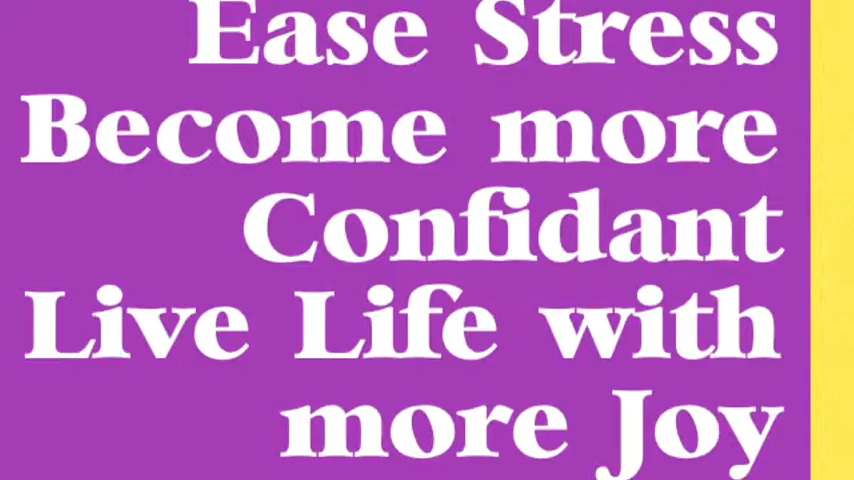 Ease Stress
Become more
Confidant
Live Life with
more Joy